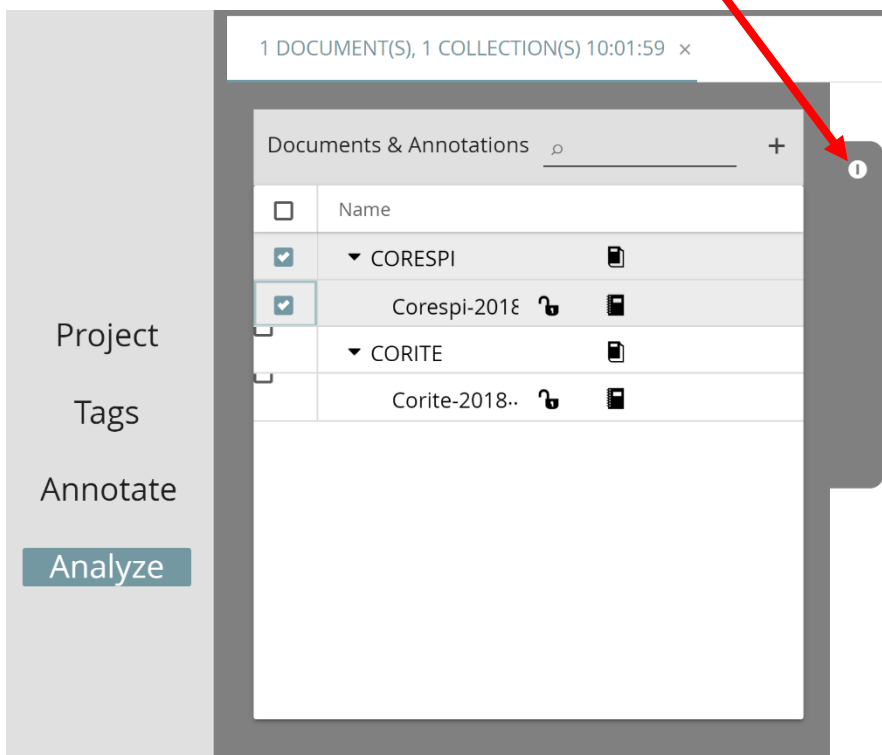 1 DOCUMENT(S), 1 COLLECTION(S) 10:01:59 ×
Documents & Annotations
Name
CORESPI
Corespi-2018
CORITE
Corite-2018..
Project
Tags
Annotate
Analyze